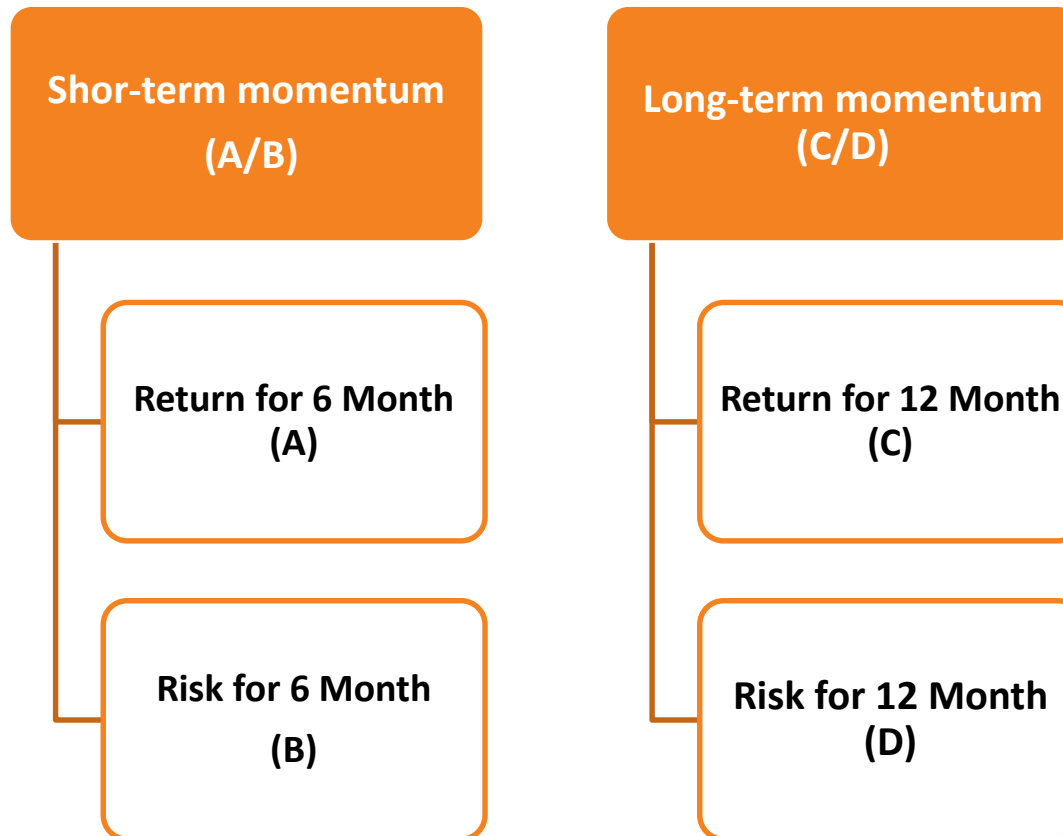 Shor-term momentum
(A/B)
Return for 6 Month
(A)
Risk for 6 Month
(B)
Long-term momentum
(C/D)
Return for 12 Month
(C)
Risk for 12 Month
(D)